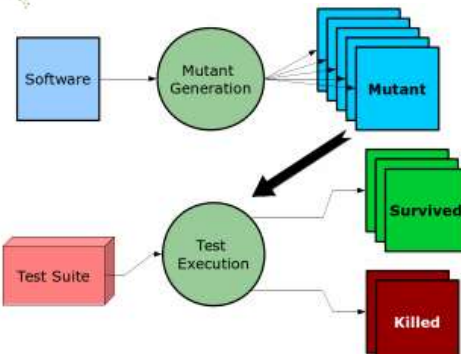 Software
Mutant
Generation
Mutant
Survived
Test Suite
Test
Execution
Killed